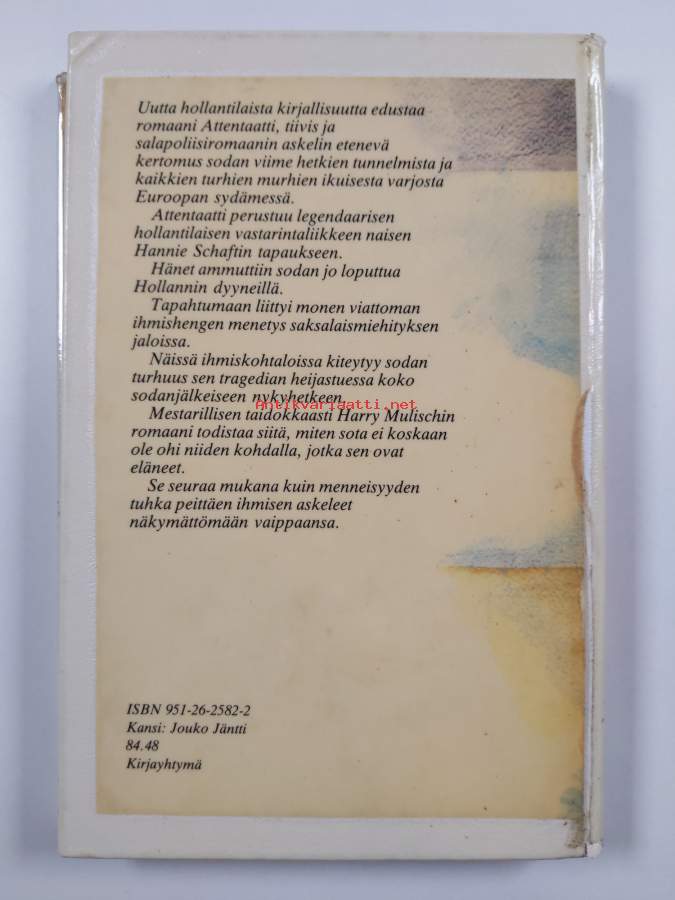 Uutta hollantilaista kirjallisuutta edustaa
romaani Attentaatti, tiivis ja
salapoliisiromaanin askelin etenevä
kertomus sodan viime hetkien tunnelmista ja
kaikkien turhien murhien ikuisesta varjosta
Euroopan sydämessä.
Attentaatti perustuu legendaarisen
hollantilaisen vastarintaliikkeen naisen
Hannie Schaftin tapaukseen.
Hänet ammuttiin sodan jo loputtua
Hollannin dyyneillä.
Tapahtumaan liittyi monen viattoman
ihmishengen menetys saksalaismiehityksen
jaloissa.
Näissä ihmiskohtaloissa kiteytyy sodan
turhuus sen tragedian heijastuessa koko
sodanjälkeiseen nykyhetkeen.
Antikvariaatti.net
Mestarillisen taidokkaasti Harry Mulischin
romaani todistaa siitä, miten sota ei koskaan
ole ohi niiden kohdalla, jotka sen ovat
eläneet.
Se seuraa mukana kuin menneisyyden
tuhka peittäen ihmisen askeleet
näkymättömään vaippaansa.
ISBN 951-26-2582-2
Kansi: Jouko Jäntti
84.48
Kirjayhtymä